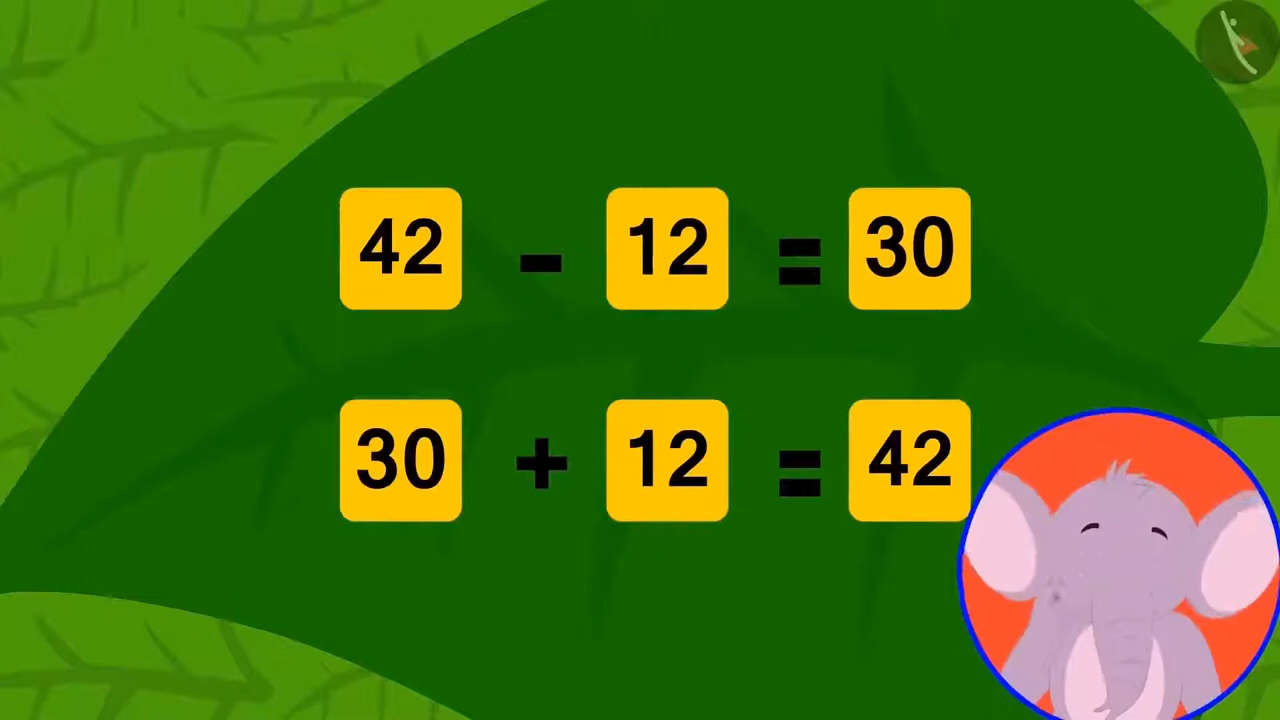 42 - 12 = 30
30 + 12 = 42